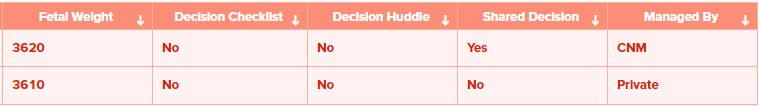 Fetal Weight ↓ Decision Checklist ↓ Decision Huddle ↓ Shared Decision ↓ Managed By ↓
3620 No No Yes CNM
3610 No No No Private